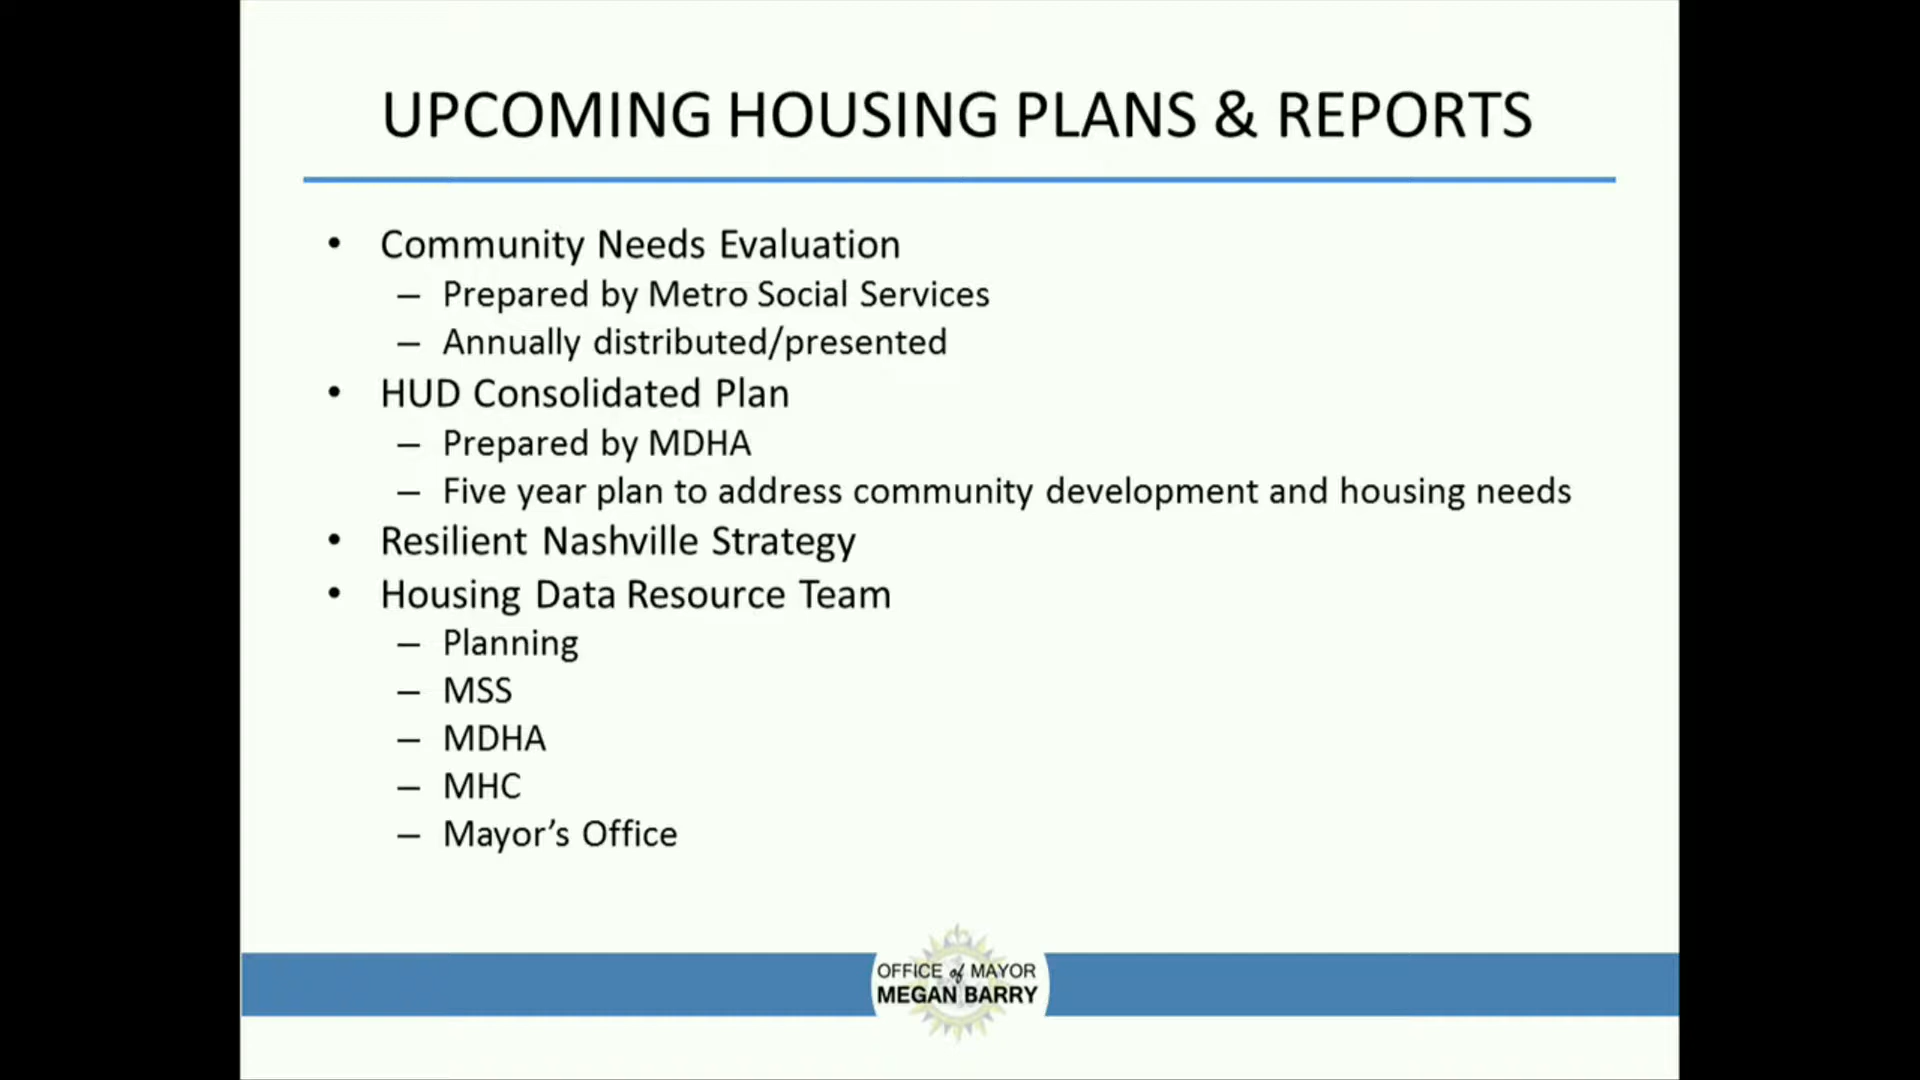 UPCOMING HOUSING PLANS & REPORTS
• Community Needs Evaluation
– Prepared by Metro Social Services
– Annually distributed/presented
• HUD Consolidated Plan
– Prepared by MDHA
– Five year plan to address community development and housing needs
• Resilient Nashville Strategy
• Housing Data Resource Team
– Planning
– MSS
– MDHA
– MHC
– Mayor’s Office
OFFICE of MAYOR
MEGAN BARRY